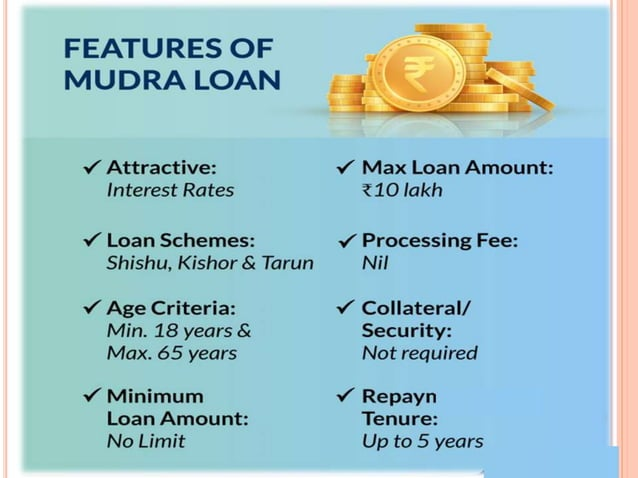 FEATURES OF
MUDRA LOAN
₹
Attractive:
Interest Rates
Loan Schemes:
Shishu, Kishor & Tarun
Age Criteria:
Min. 18 years &
Max. 65 years
Minimum
Loan Amount:
No Limit
Max Loan Amount:
₹10 lakh
Processing Fee:
Nil
Collateral/
Security:
Not required
Repayn
Tenure:
Up to 5 years